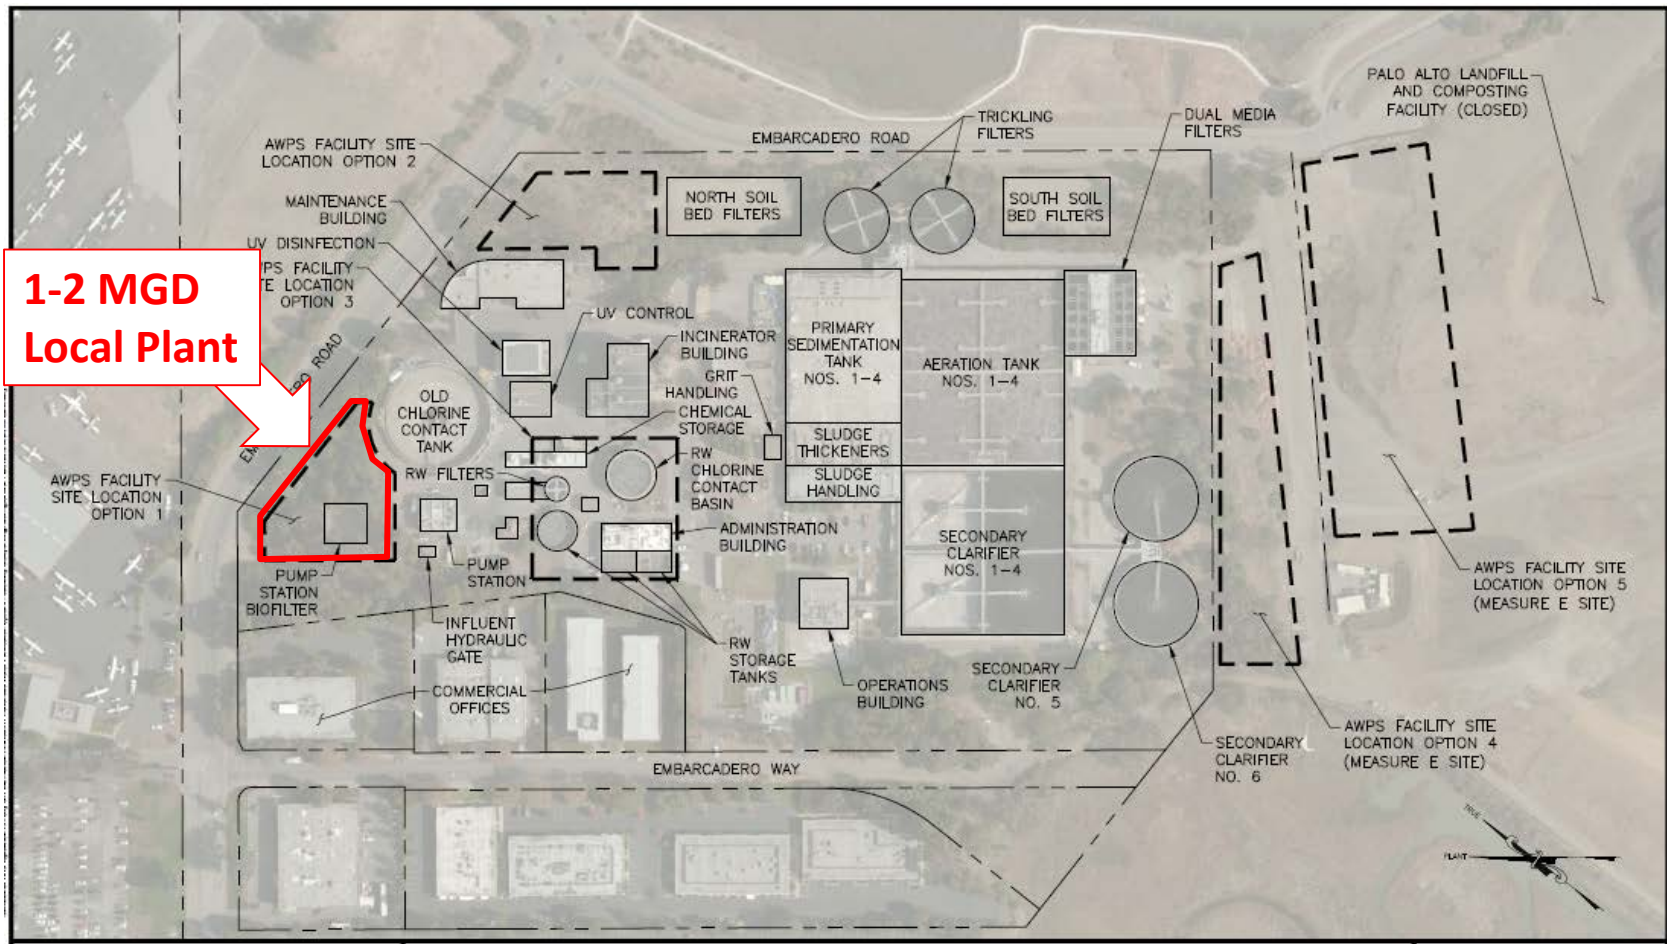 PALO ALTO LANDFILL
AND COMPOSTING
FACILITY (CLOSED)
TRICKLING
FILTERS
DUAL MEDIA
FILTERS
EMBARCADERO ROAD
AWPS FACILITY SITE
LOCATION OPTION 2
MAINTENANCE
BUILDING
NORTH SOIL
BED FILTERS
SOUTH SOIL
BED FILTERS
UV DISINFECTION
FACILITY
LOCATION
OPTION 3
1-2 MGD
Local Plant
UV CONTROL
INCINERATOR
BUILDING
PRIMARY
SEDIMENTATION
TANK
NOS. 1-4
AERATION TANK
NOS. 1-4
GRIT
HANDLING
CHEMICAL
STORAGE
OLD
CHLORINE
CONTACT
TANK
ROAD
SLUDGE
THICKENERS
SLUDGE
HANDLING
RW FILTERS
RW
CHLORINE
CONTACT
BASIN
AWPS FACILITY
SITE LOCATION
OPTION 1
ADMINISTRATION
BUILDING
SECONDARY
CLARIFIER
NOS. 1-4
PUMP
STATION
BIOFILTER
PUMP
STATION
AWPS FACILITY SITE
LOCATION OPTION 5
(MEASURE E SITE)
INFLUENT
HYDRAULIC
GATE
RW
STORAGE
TANKS
COMMERCIAL
OFFICES
OPERATIONS
BUILDING
SECONDARY
CLARIFIER
NO. 5
SECONDARY
CLARIFIER
NO. 6
AWPS FACILITY SITE
LOCATION OPTION 4
(MEASURE E SITE)
EMBARCADERO WAY
TRUE
PLANT